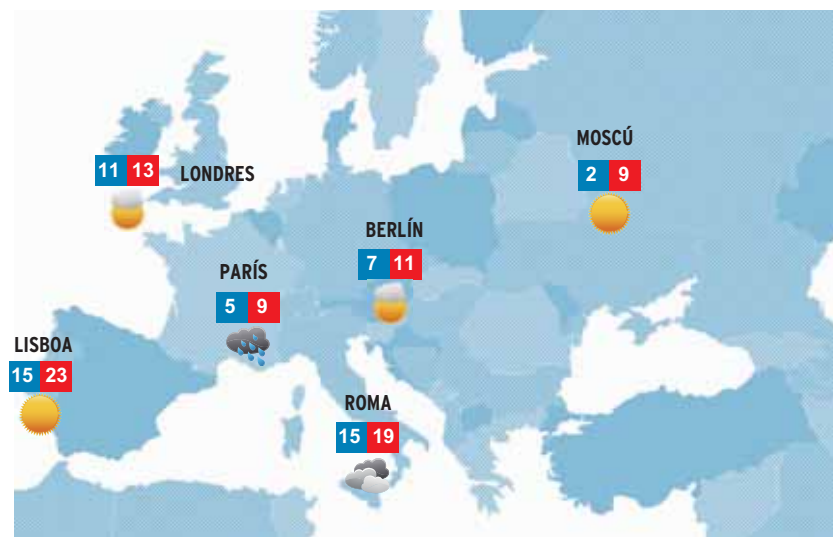 MOSCÚ
2 9
11 13
LONDRES
BERLÍN
7 11
PARÍS
5 9
LISBOA
15 23
ROMA
15 19